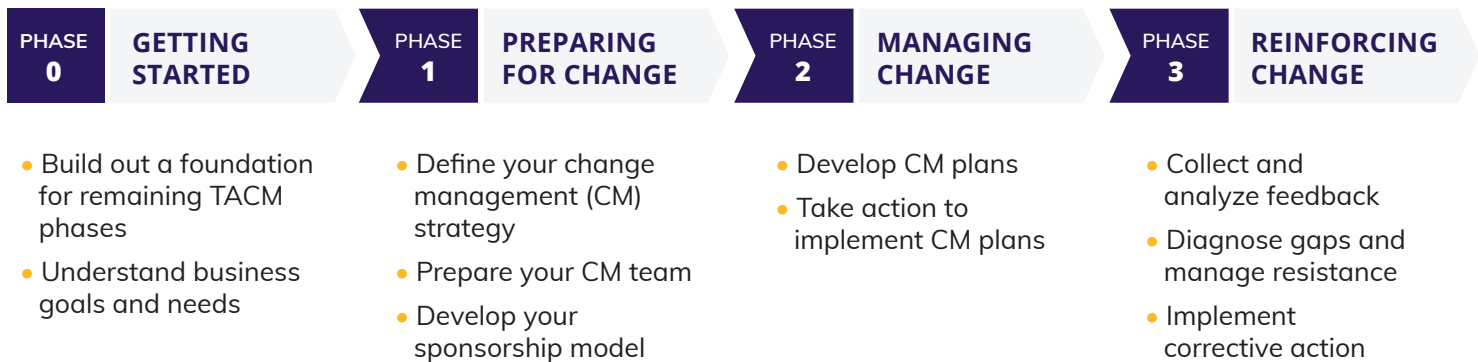 PHASE
0
GETTING
STARTED
• Build out a foundation
for remaining TACM
phases
• Understand business
goals and needs
PHASE
1
PREPARING
FOR CHANGE
• Define your change
management (CM)
strategy
• Prepare your CM team
• Develop your
sponsorship model
PHASE
2
MANAGING
CHANGE
• Develop CM plans
• Take action to
implement CM plans
PHASE
3
REINFORCING
CHANGE
• Collect and
analyze feedback
• Diagnose gaps and
manage resistance
• Implement
corrective action